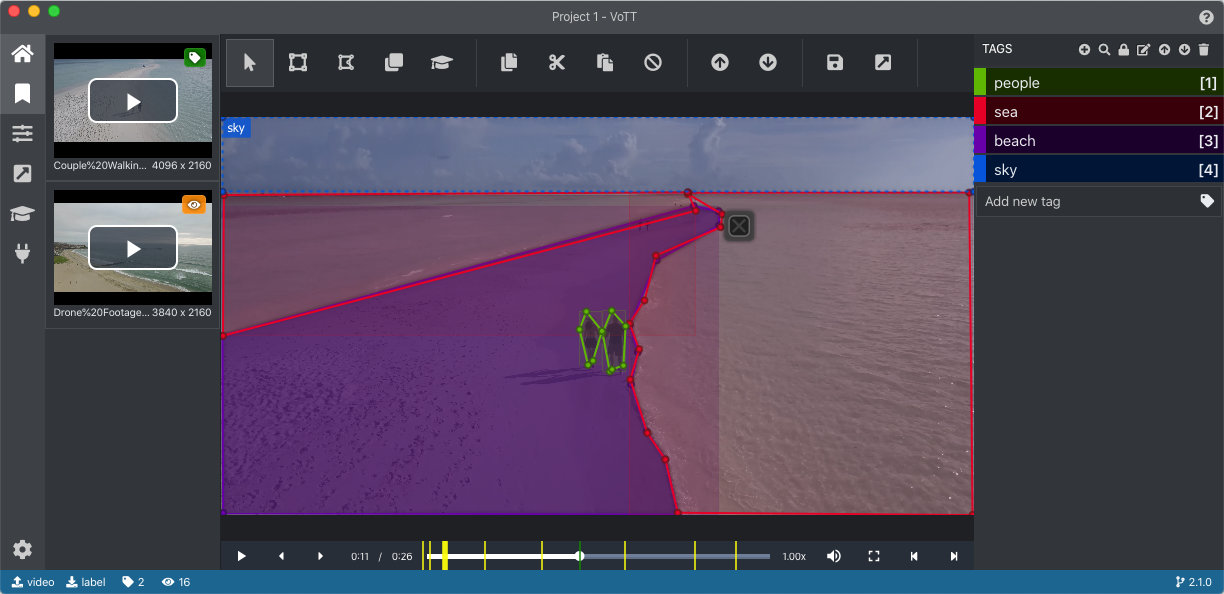 Project 1 - VoTT
Couple%20Walkin... 4096 x 2160
Drone%20Footage... 3840 x 2160
sky
0:11 / 0:26
1.00x
TAGS
people [1]
sea [2]
beach [3]
sky [4]
Add new tag
video label 2 16
2.1.0